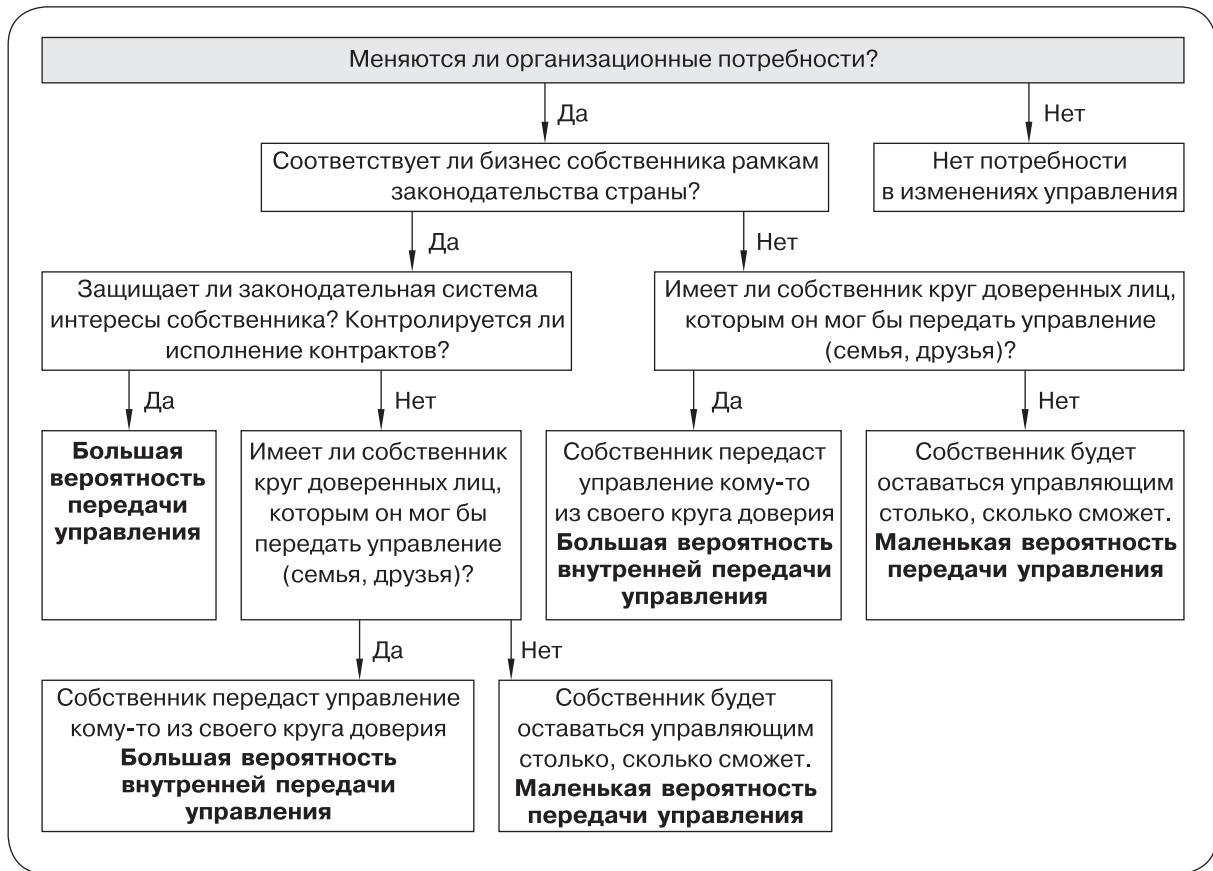 Меняются ли организационные потребности?
Да
Нет
Соответствует ли бизнес собственника рамкам
законодательства страны?
Нет потребности
в изменениях управления
Да
Нет
Защищает ли законодательная система
интересы собственника? Контролируется ли
исполнение контрактов?
Имеет ли собственник круг доверенных лиц,
которым он мог бы передать управление
(семья, друзья)?
Да
Нет
Да
Нет
Большая
вероятность
передачи
управления
Имеет ли собственник
круг доверенных лиц,
которым он мог бы
передать управление
(семья, друзья)?
Собственник передаст
управление кому-то
из своего круга доверия
Большая вероятность
внутренней передачи
управления
Собственник будет
оставаться управляющим
столько, сколько сможет.
Маленькая вероятность
передачи управления
Да
Нет
Собственник передаст управление
кому-то из своего круга доверия
Большая вероятность
внутренней передачи
управления
Собственник будет
оставаться управляющим
столько, сколько сможет.
Маленькая вероятность
передачи управления